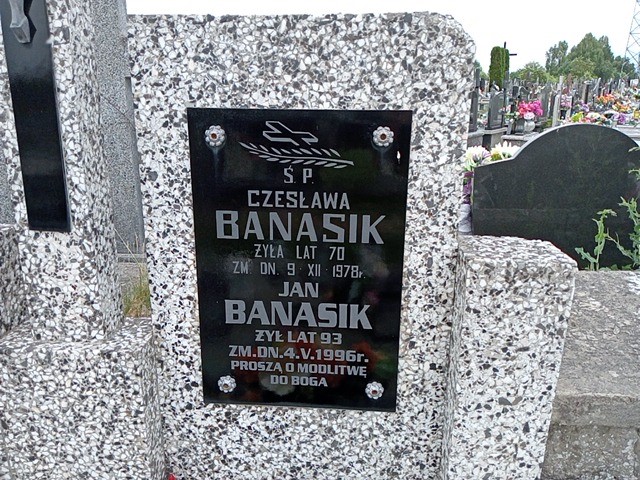 Ś. P.
CZESŁAWA
BANASIK
ŻYŁA LAT 70
ZM. DN. 9 XII 1978r.
JAN
BANASIK
ŻYŁ LAT 93
ZM. DN. 4. V. 1996r.
PROSZĄ O MODLITWĘ
DO BOGA